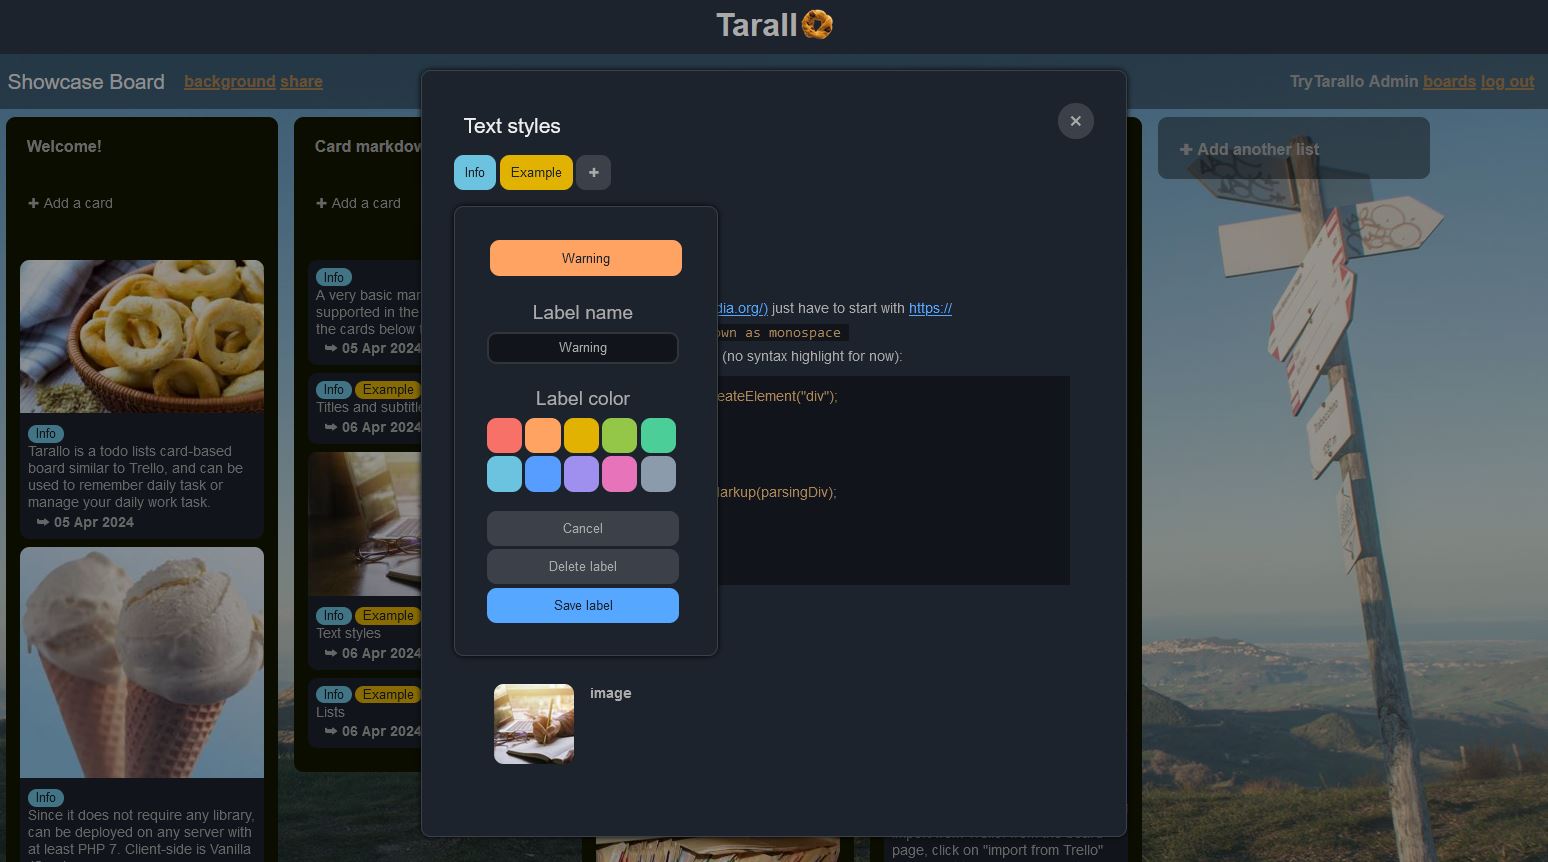 Tarallo
Showcase Board background share
TryTarallo Admin boards log out
Welcome!
+ Add a card
Info
Tarallo is a todo lists card-based
board similar to Trello, and can be
used to remember daily task or
manage your daily work task.
05 Apr 2024
Info
Since it does not require any library,
can be deployed on any server with
at least PHP 7. Client-side is Vanilla
Card markdow
+ Add a card
Info
A very basic mar
supported in the
the cards below
05 Apr 2024
Info Example
Titles and subtitle
06 Apr 2024
Info Example
Text styles
06 Apr 2024
Info Example
Lists
06 Apr 2024
Text styles
Info Example +
Warning
Label name
Warning
Label color
Cancel
Delete label
Save label
dia.org/) just have to start with https://
own as monospace
(no syntax highlight for now):
eateElement("div");
Markup(parsingDiv);
image
+ Add another list
page, click on "import from Trello"